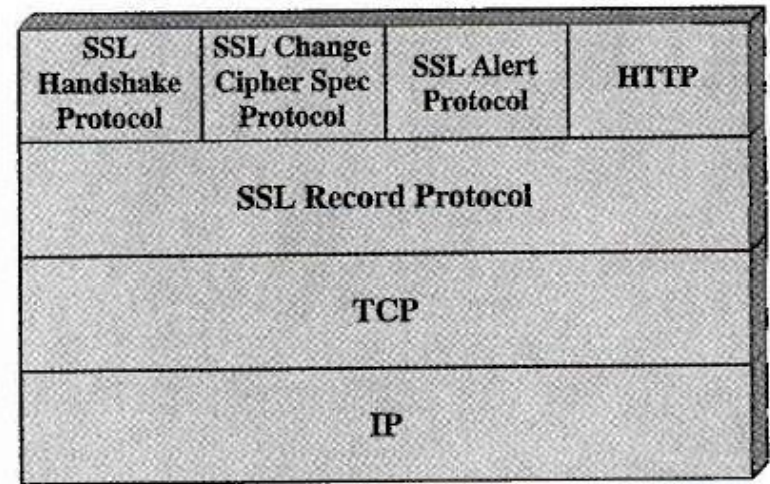 SSL
Handshake
Protocol
SSL Change
Cipher Spec
Protocol
SSL Alert
Protocol
HTTP
SSL Record Protocol
TCP
IP